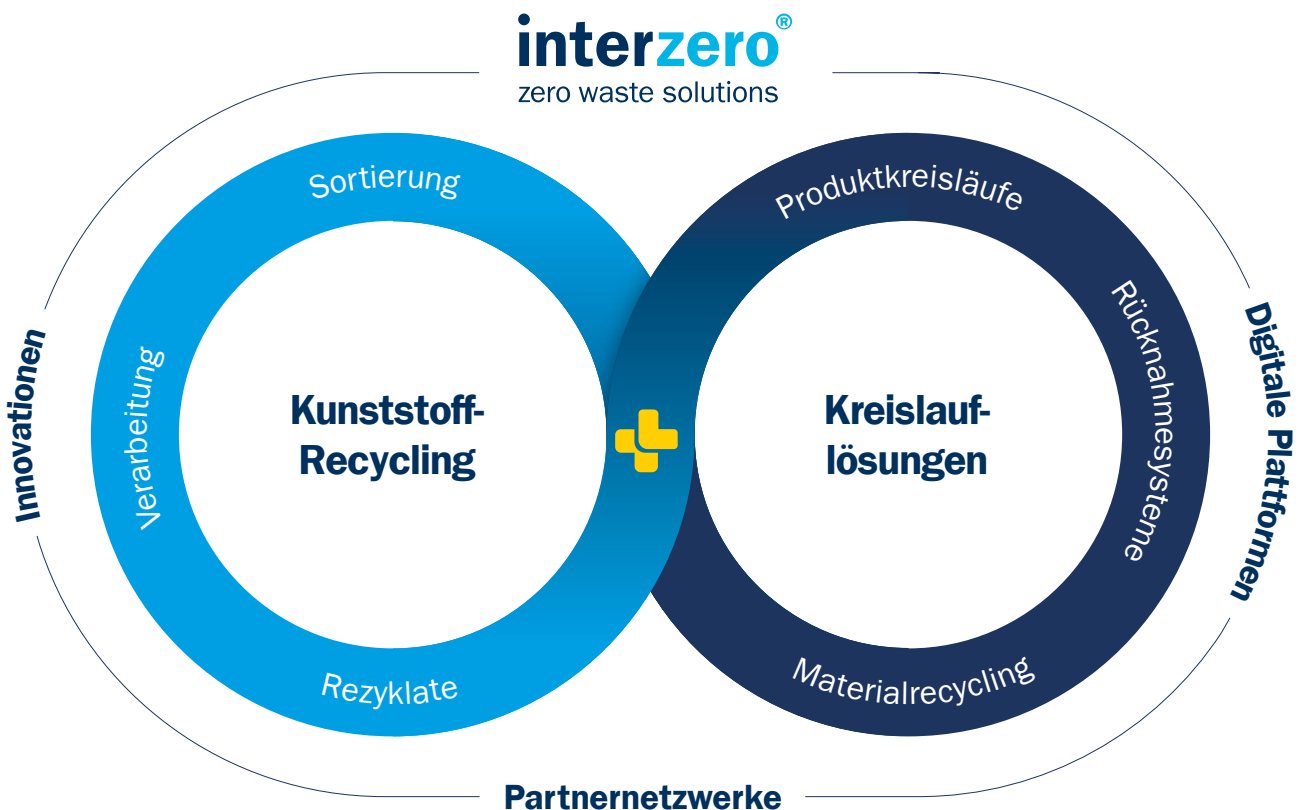 interzero®
zero waste solutions
Sortierung
Verarbeitung
Rezyklate
Kunststoff-
Recycling
Produktkreisläufe
Rücknahmesysteme
Materialrecycling
Kreislauf-
lösungen
Innovationen
Digitale Plattformen
Partnernetzwerke